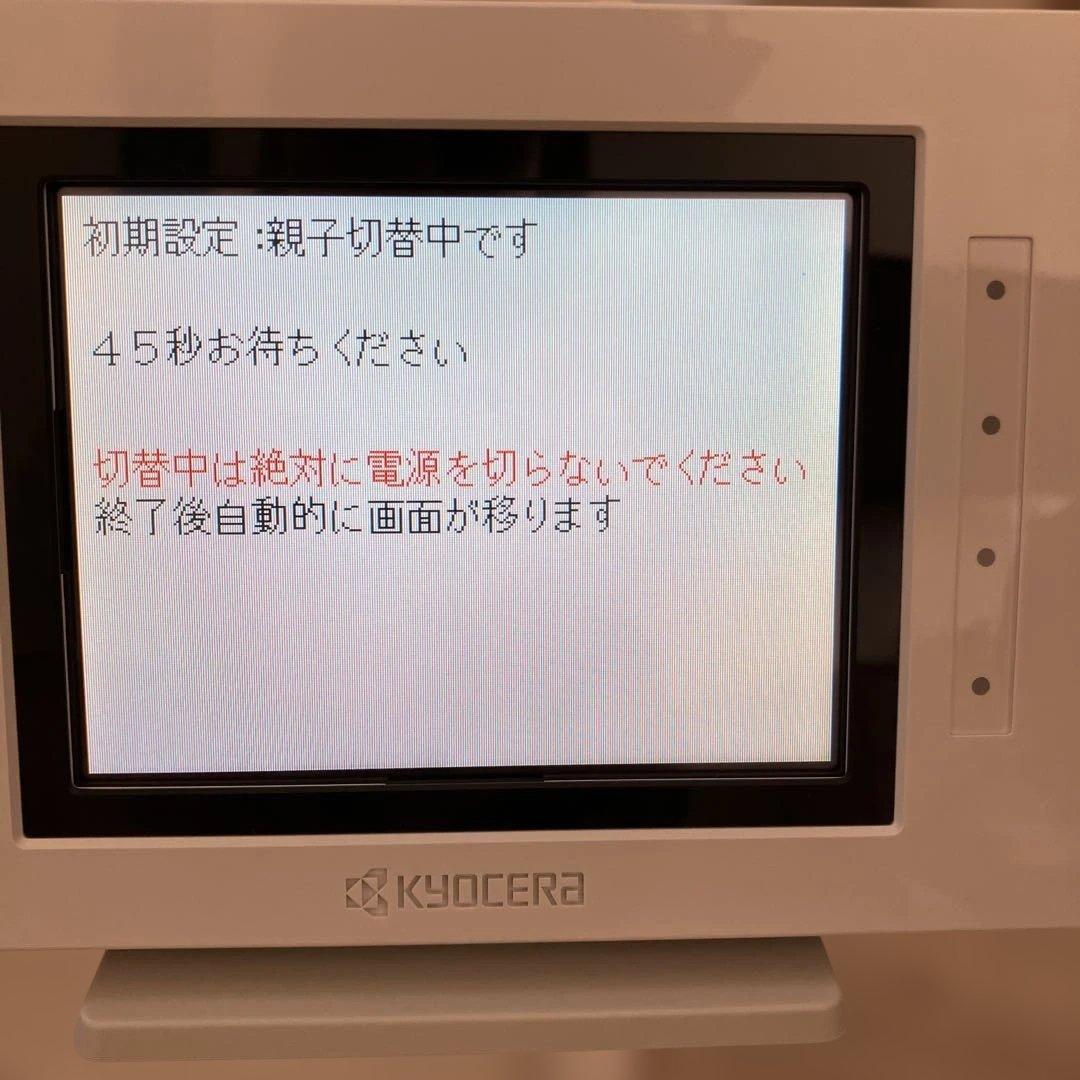 初期設定:親子切替中です
45秒お待ちください
切替中は絶対に電源を切らないでください
終了後自動的に画面が移ります
KYOCERA